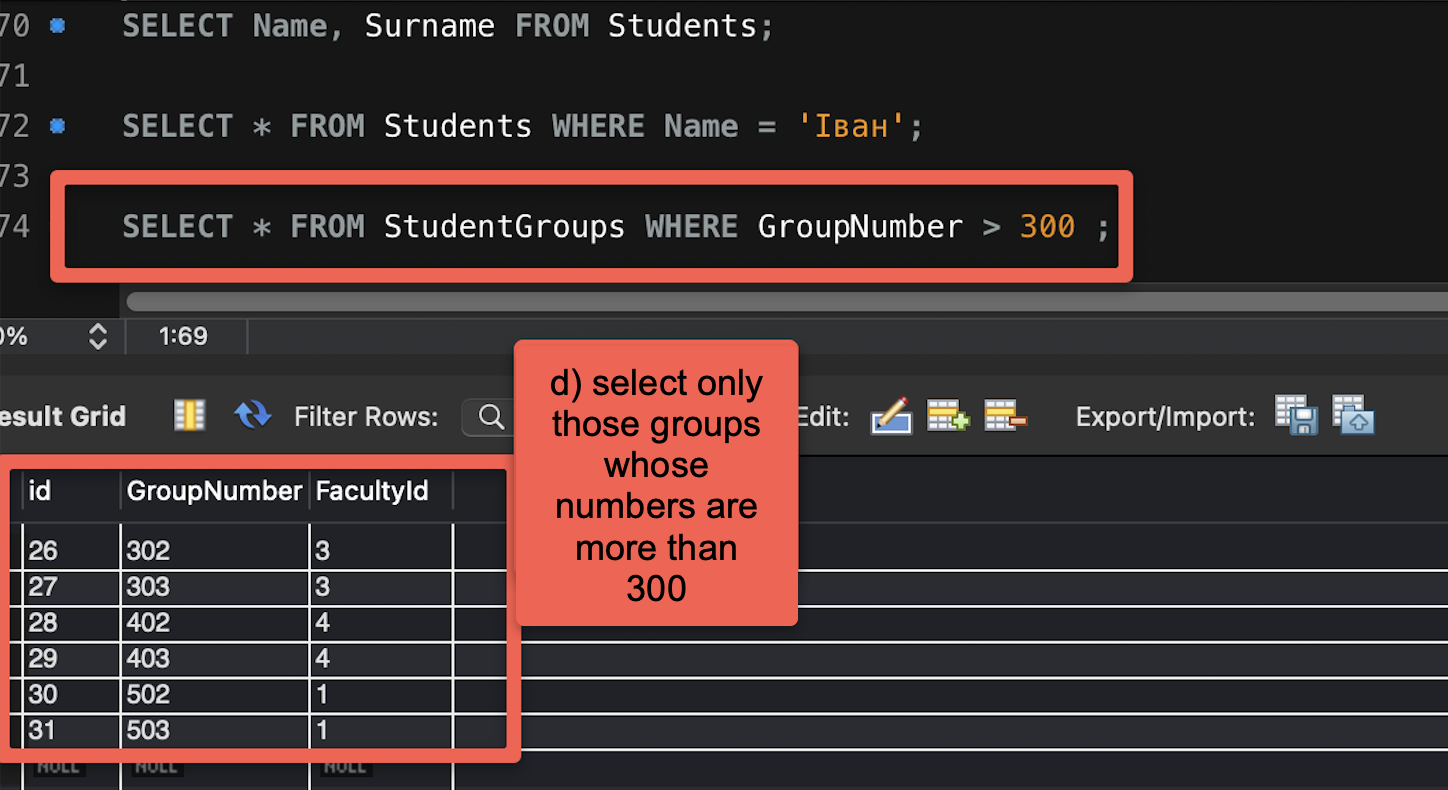 70 SELECT Name, Surname FROM Students;
71
72 SELECT * FROM Students WHERE Name = 'Іван';
73
74 SELECT * FROM StudentGroups WHERE GroupNumber > 300 ;
0% 1:69
esult Grid Filter Rows: Edit: Export/Import:
d) select only
those groups
whose
numbers are
more than
300
id GroupNumber FacultyId
26 302 3
27 303 3
28 402 4
29 403 4
30 502 1
31 503 1
NULL NULL NULL